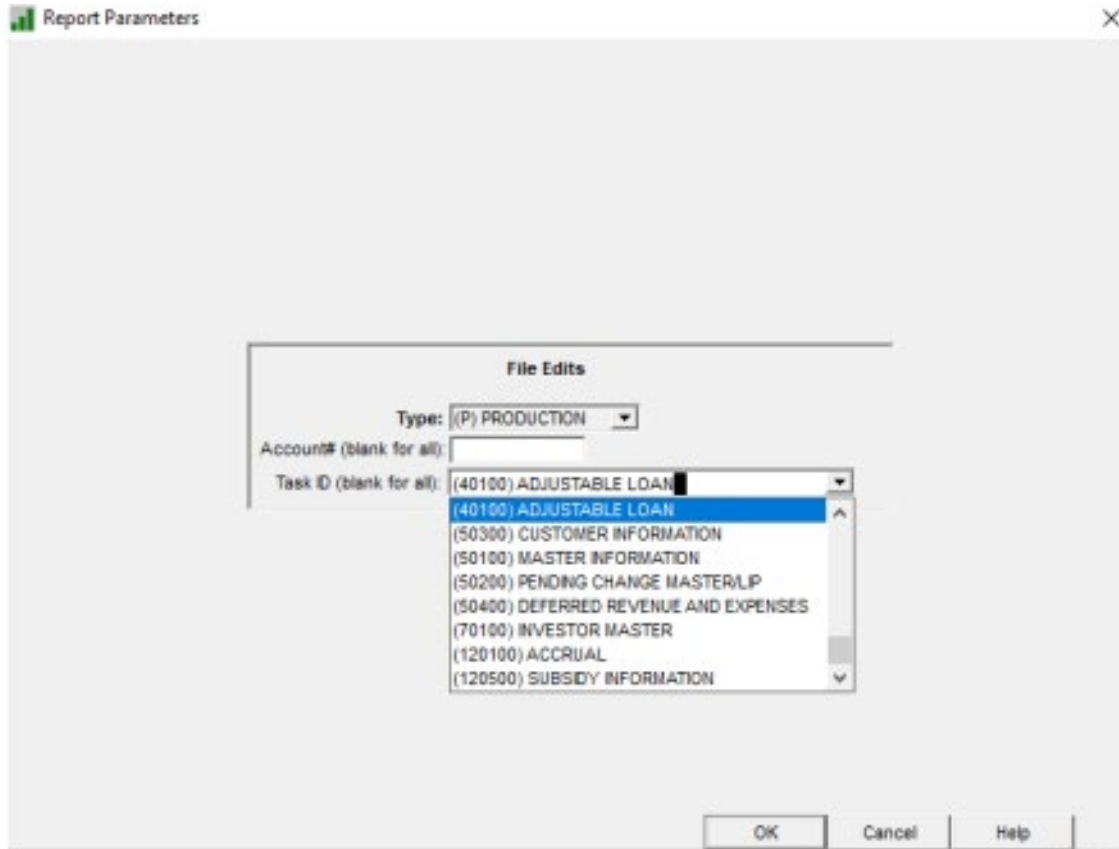 Report Parameters
File Edits
Type: (P) PRODUCTION
Account# (blank for all):
Task ID (blank for all): (40100) ADJUSTABLE LOAN
(40100) ADJUSTABLE LOAN
(50300) CUSTOMER INFORMATION
(50100) MASTER INFORMATION
(50200) PENDING CHANGE MASTER/LIP
(50400) DEFERRED REVENUE AND EXPENSES
(70100) INVESTOR MASTER
(120100) ACCRUAL
(120500) SUBSIDY INFORMATION
OK Cancel Help